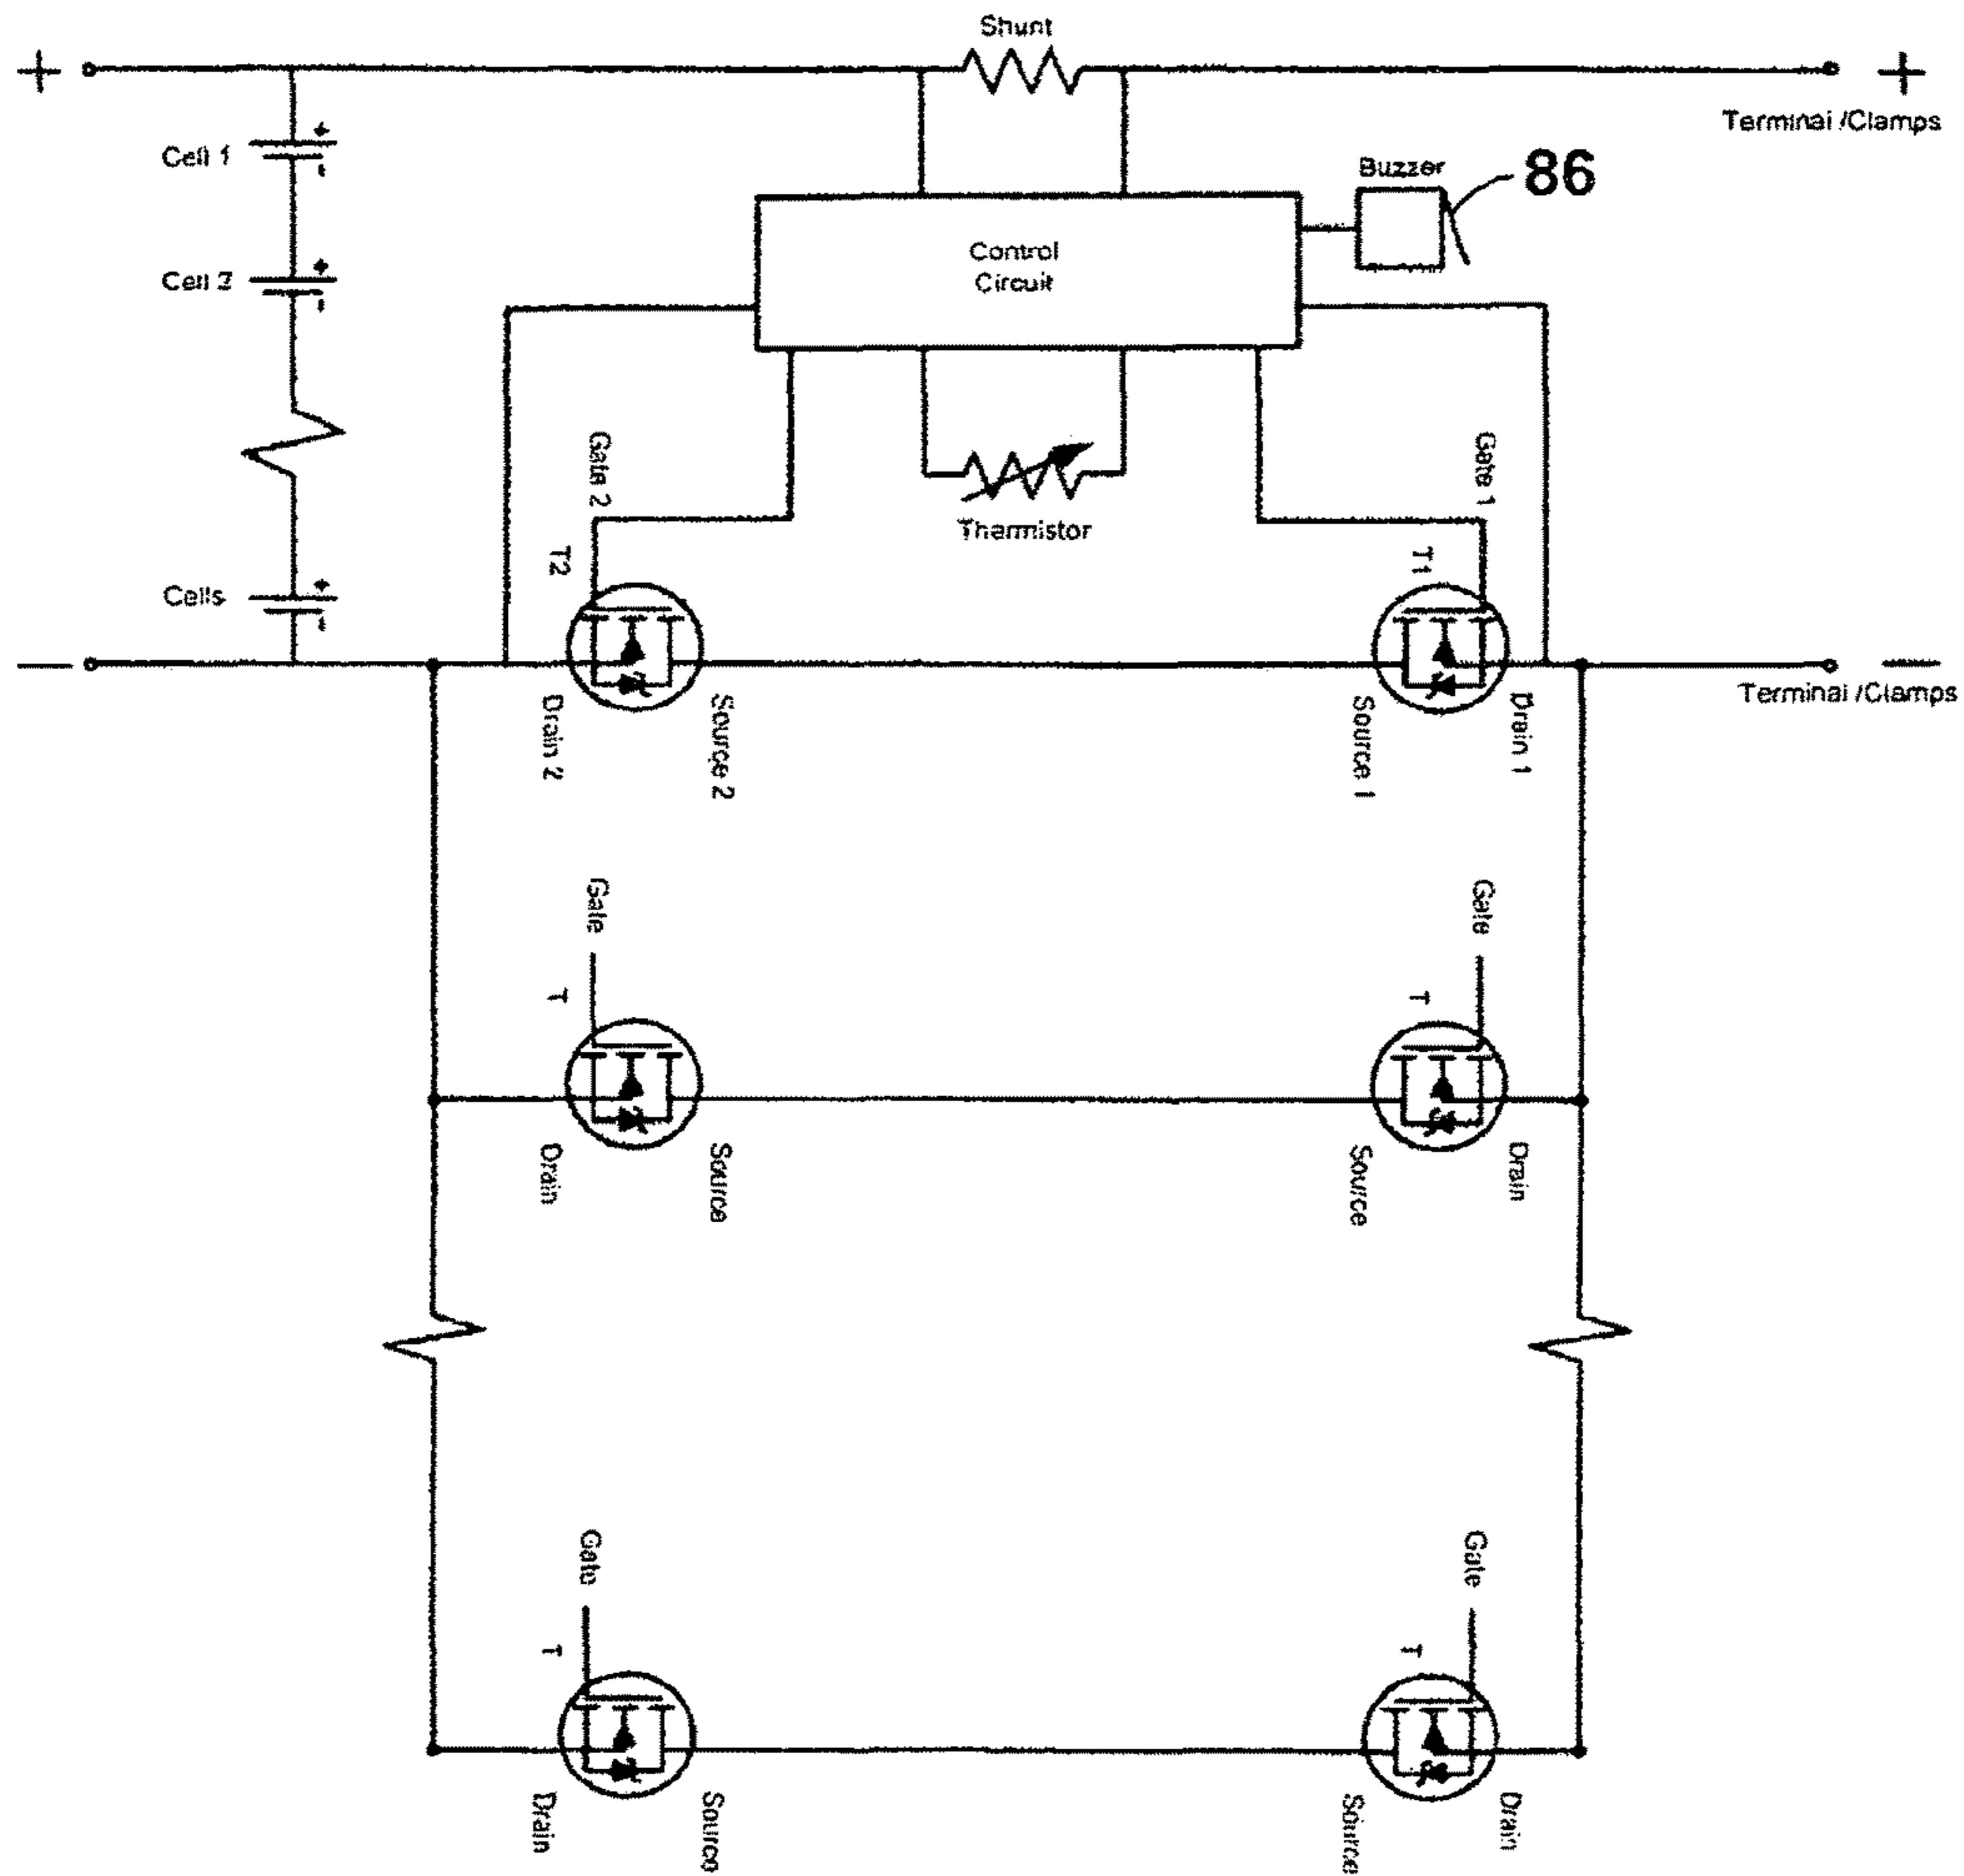 Shunt
+
+
Terminal /Clamps
Cell 1
+
-
Buzzer
86
Control
Circuit
Cell 2
+
-
Gate 2
Gate 1
Thermistor
T2
T1
Cells
+
-
—
—
Terminal /Clamps
Drain 2
Source 2
Source 1
Drain 1
Gate
Gate
T
T
Drain
Source
Source
Drain
Gate
Gate
T
T
Drain
Source
Source
Drain